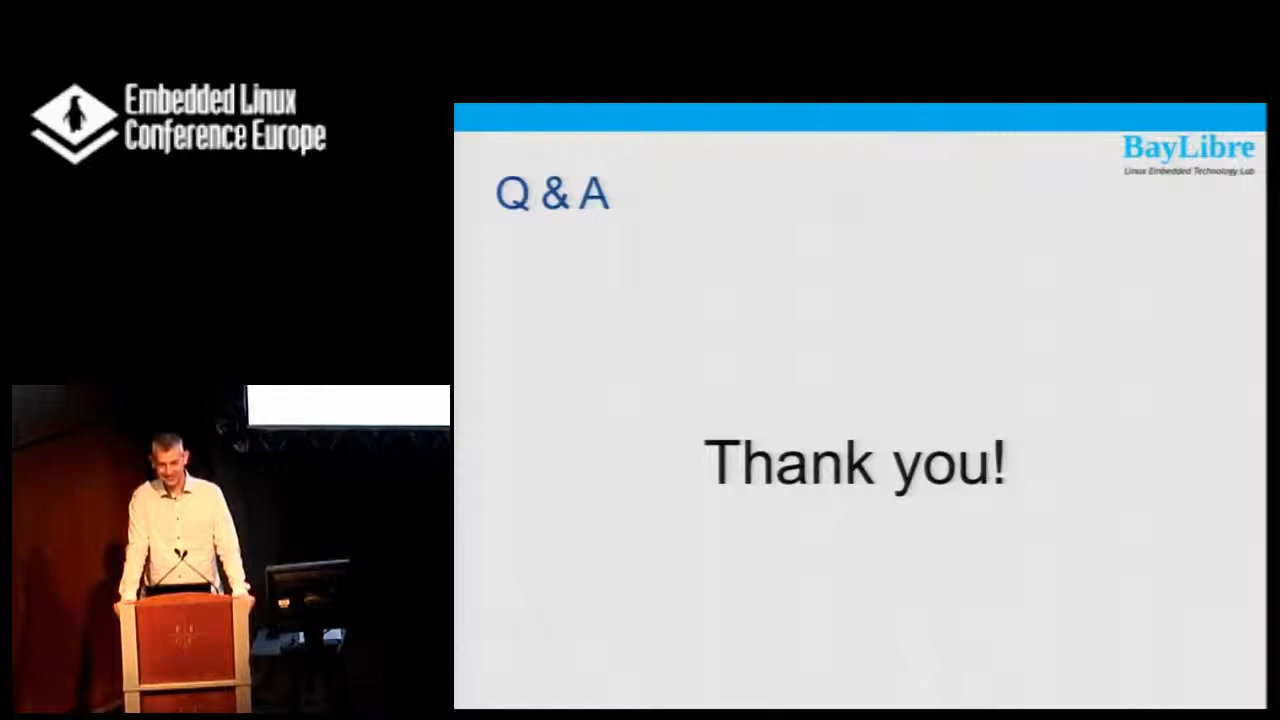 Embedded Linux
Conference Europe
BayLibre
Linux Embedded Technology Lab
Q & A
Thank you!